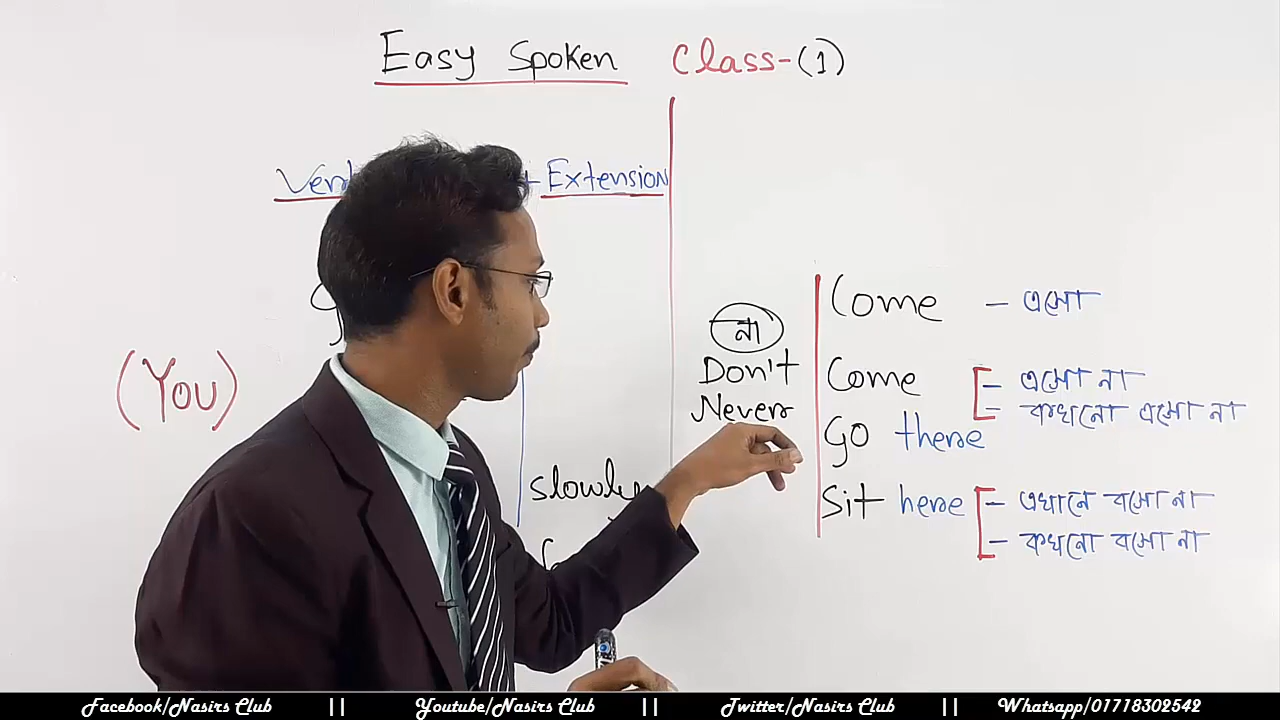 Easy Spoken Class-(1)
+ Extension
(You)
slowly
না
Don't
Never
Come - এসো
Come - এসো না
- কখনো এসো না
Go there
Sit here - এখানে বসো না
- কখনো বসো না
Facebook/Nasirs Club || Youtube/Nasirs Club || Twitter/Nasirs Club || Whatsapp/01718302542